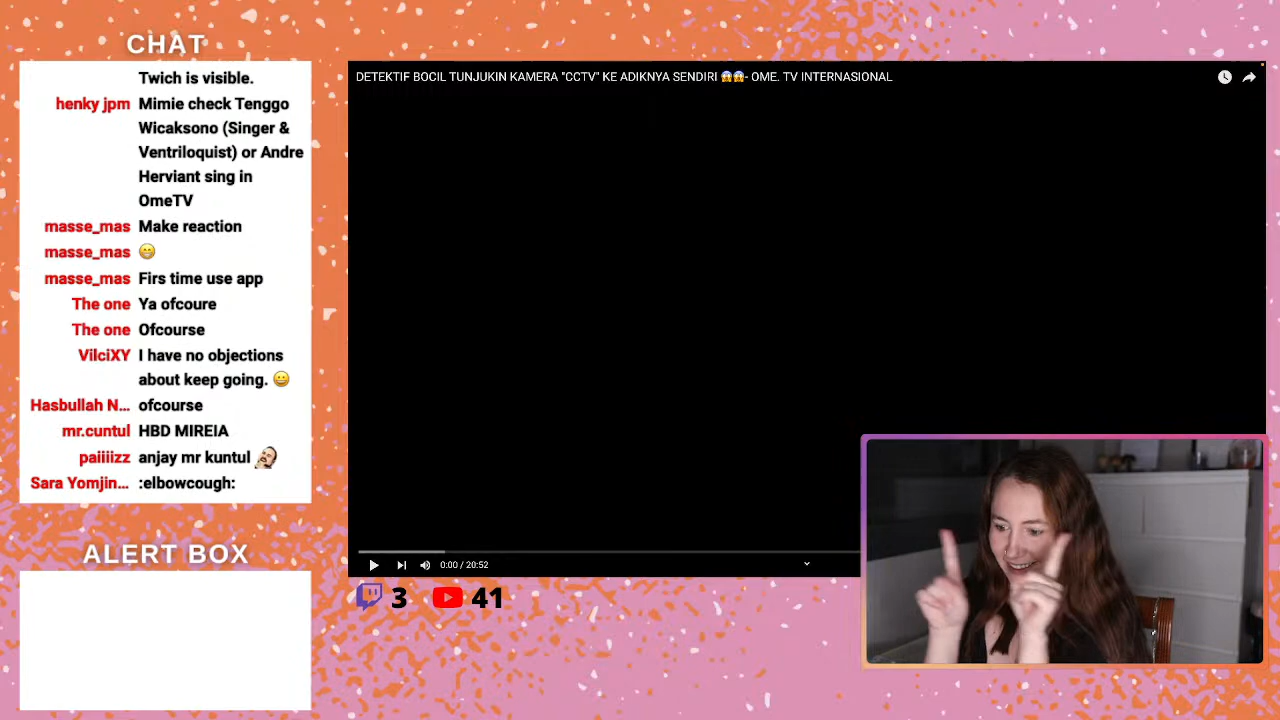 CHAT
Twich is visible.
henky jpm Mimie check Tenggo
Wicaksono (Singer &
Ventriloquist) or Andre
Herviant sing in
OmeTV
masse_mas Make reaction
masse_mas 😁
masse_mas Firs time use app
The one Ya ofcoure
The one Ofcourse
VilciXY I have no objections
about keep going. 😀
Hasbullah N... ofcourse
mr.cuntul HBD MIREIA
paiiiizz anjay mr kuntul
Sara Yomjin... :elbowcough:
ALERT BOX
DETEKTIF BOCIL TUNJUKIN KAMERA "CCTV" KE ADIKNYA SENDIRI 😱😱- OME. TV INTERNASIONAL
0:00 / 20:52
3 41